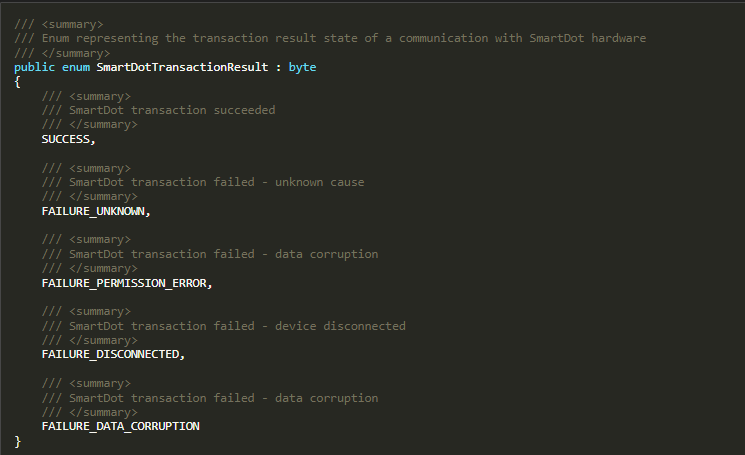 /// <summary>
/// Enum representing the transaction result state of a communication with SmartDot hardware
/// </summary>
public enum SmartDotTransactionResult : byte
{
/// <summary>
/// SmartDot transaction succeeded
/// </summary>
SUCCESS,
/// <summary>
/// SmartDot transaction failed - unknown cause
/// </summary>
FAILURE_UNKNOWN,
/// <summary>
/// SmartDot transaction failed - data corruption
/// </summary>
FAILURE_PERMISSION_ERROR,
/// <summary>
/// SmartDot transaction failed - device disconnected
/// </summary>
FAILURE_DISCONNECTED,
/// <summary>
/// SmartDot transaction failed - data corruption
/// </summary>
FAILURE_DATA_CORRUPTION
}